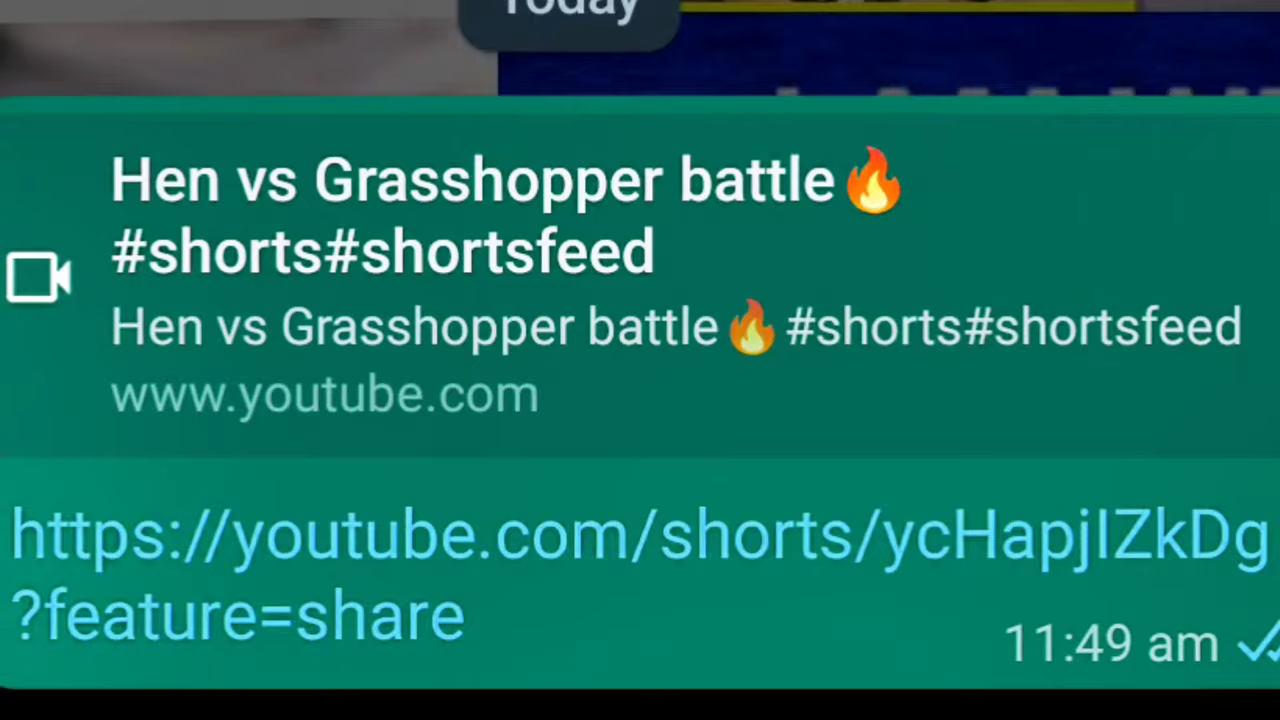 Today
Hen vs Grasshopper battle🔥
#shorts#shortsfeed
Hen vs Grasshopper battle🔥#shorts#shortsfeed
www.youtube.com
https://youtube.com/shorts/ycHapjIZkDg
?feature=share
11:49 am